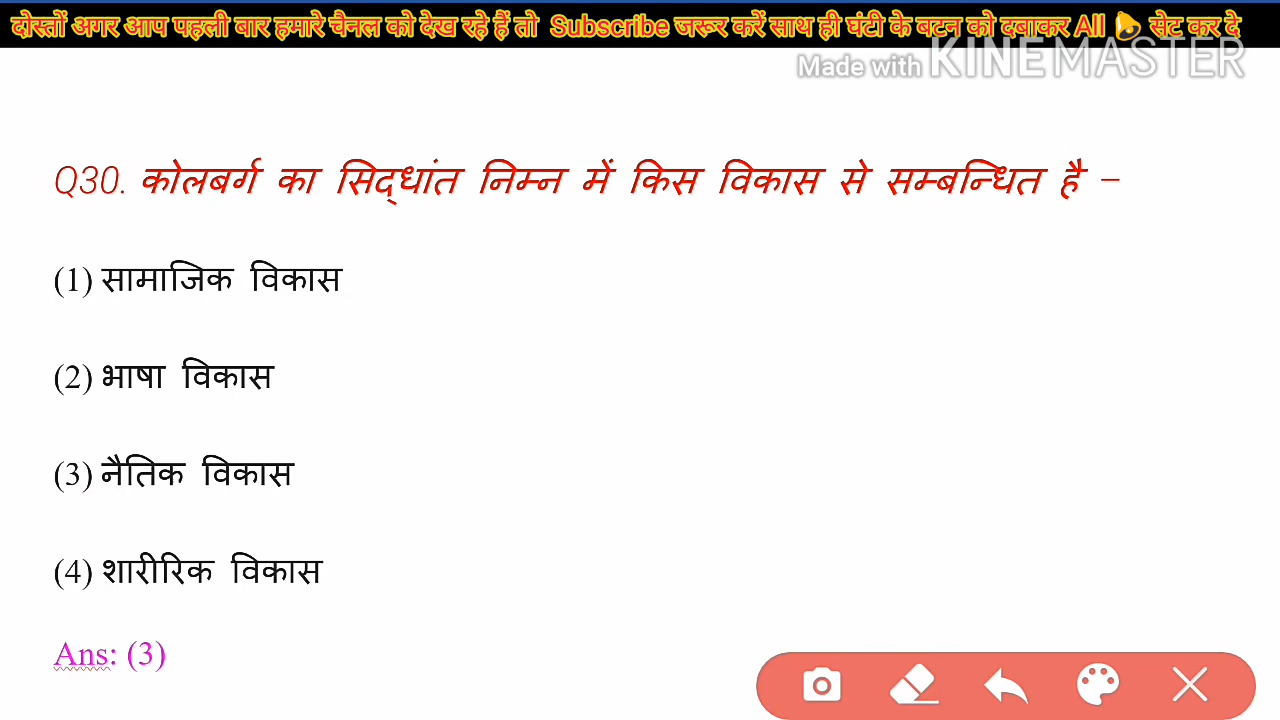 दोस्तों अगर आप पहली बार हमारे चैनल को देख रहे हैं तो Subscribe जरूर करें साथ ही घंटी के बटन को दबाकर All 🔔 सेट कर दे
Made with KINEMASTER
Q30. कोलबर्ग का सिद्धांत निम्न में किस विकास से सम्बन्धित है –
(1) सामाजिक विकास
(2) भाषा विकास
(3) नैतिक विकास
(4) शारीरिक विकास
Ans: (3)